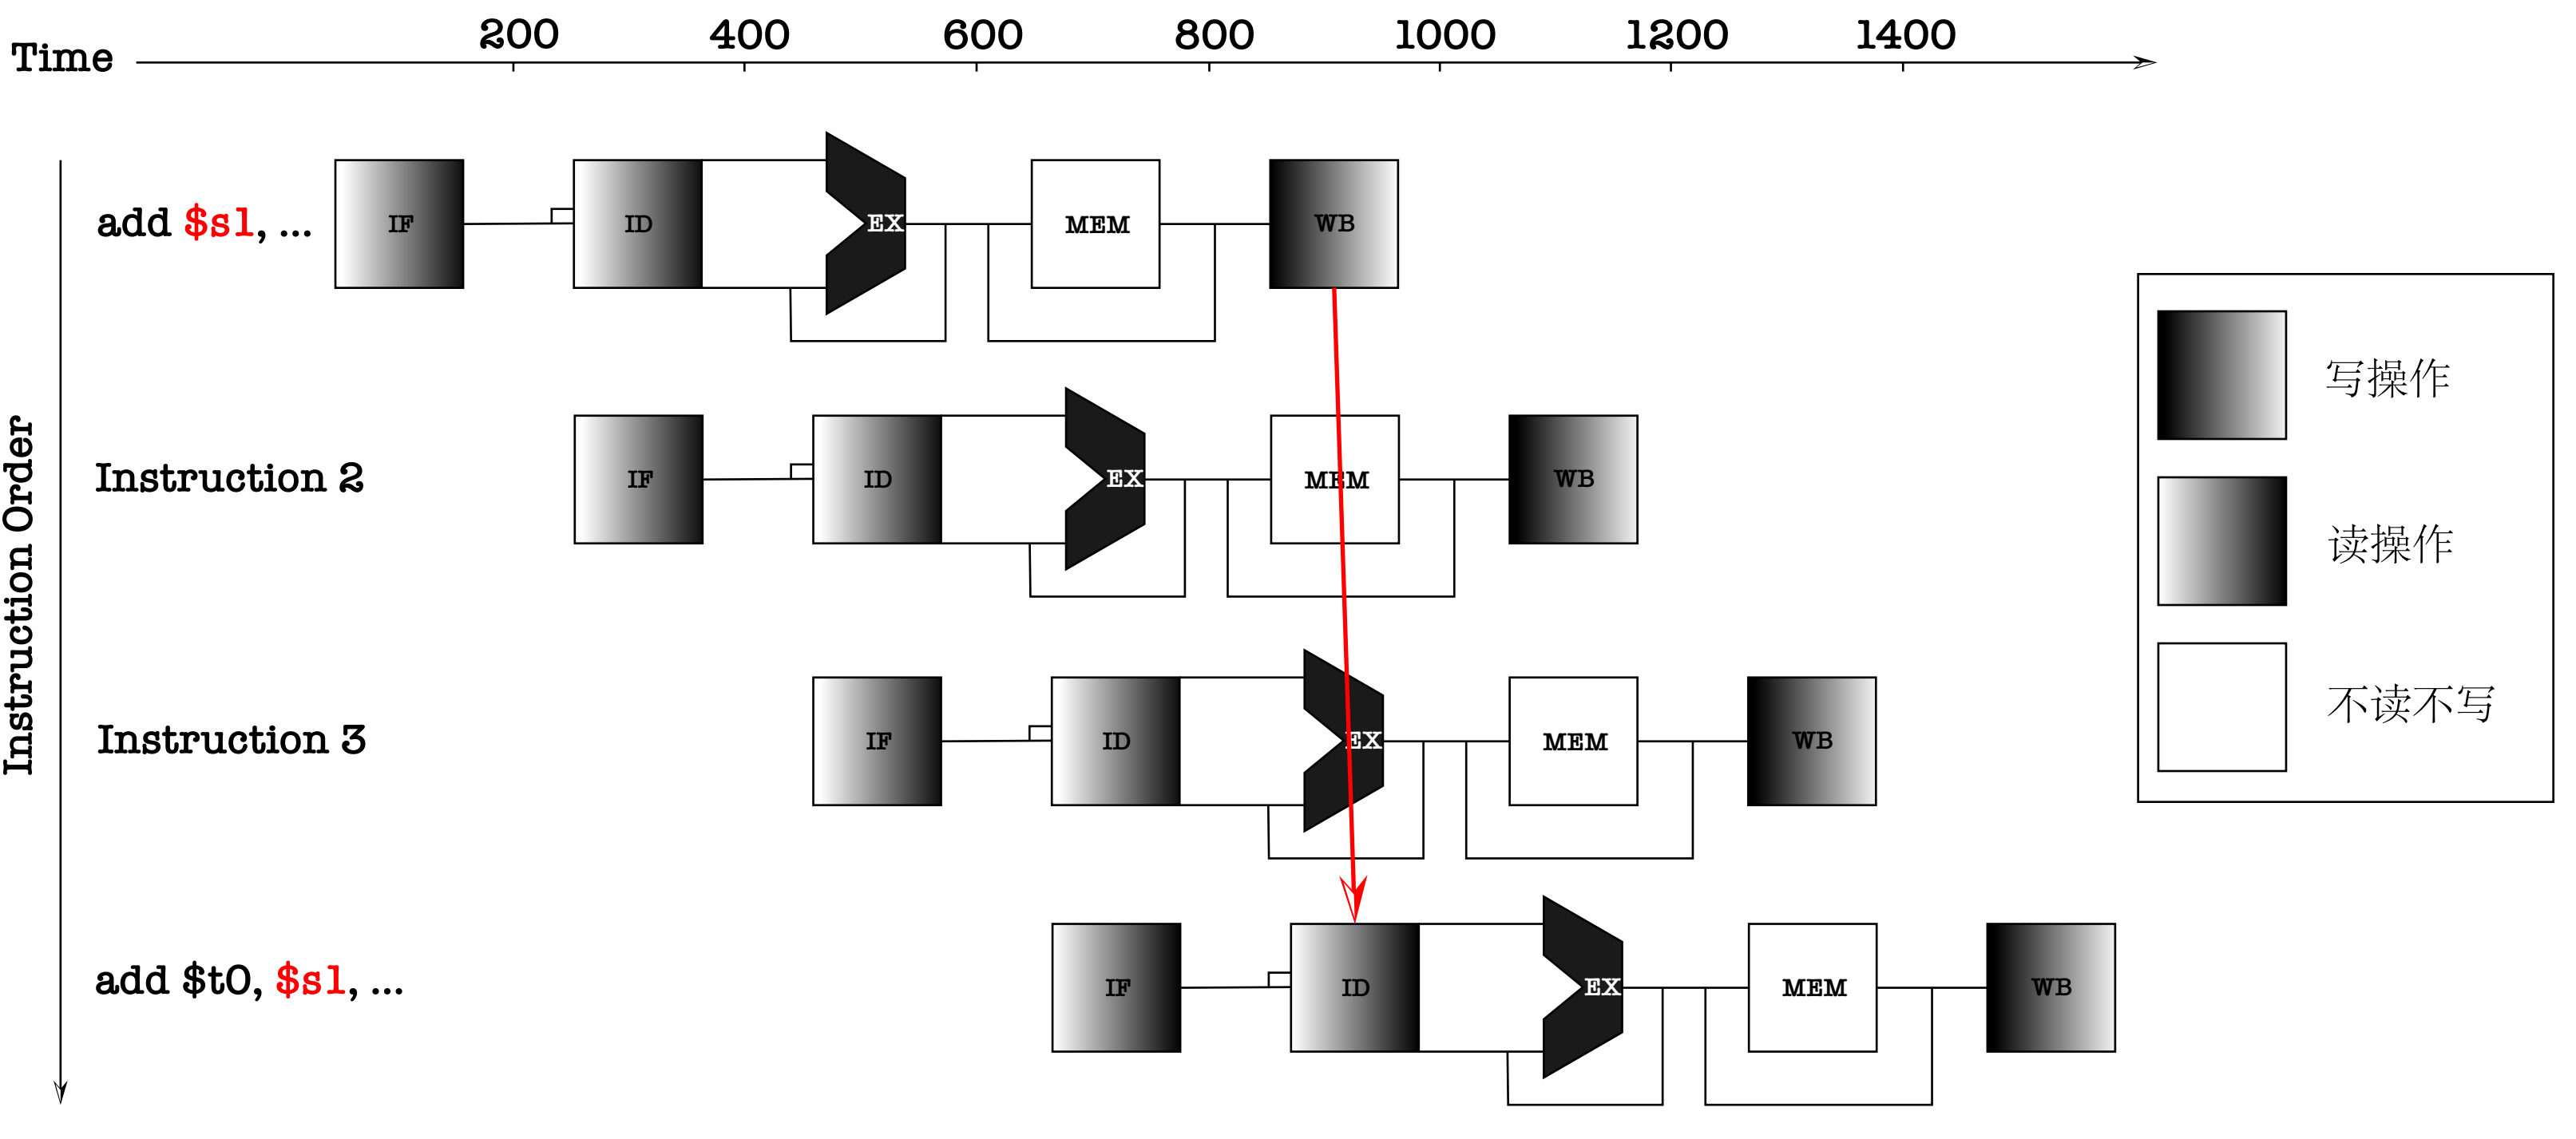 200 400 600 800 1000 1200 1400
Time
Instruction Order
add $s1, ...
IF ID EX MEM WB
Instruction 2
IF ID EX MEM WB
Instruction 3
IF ID EX MEM WB
add $t0, $s1, ...
IF ID EX MEM WB
写操作
读操作
不读不写